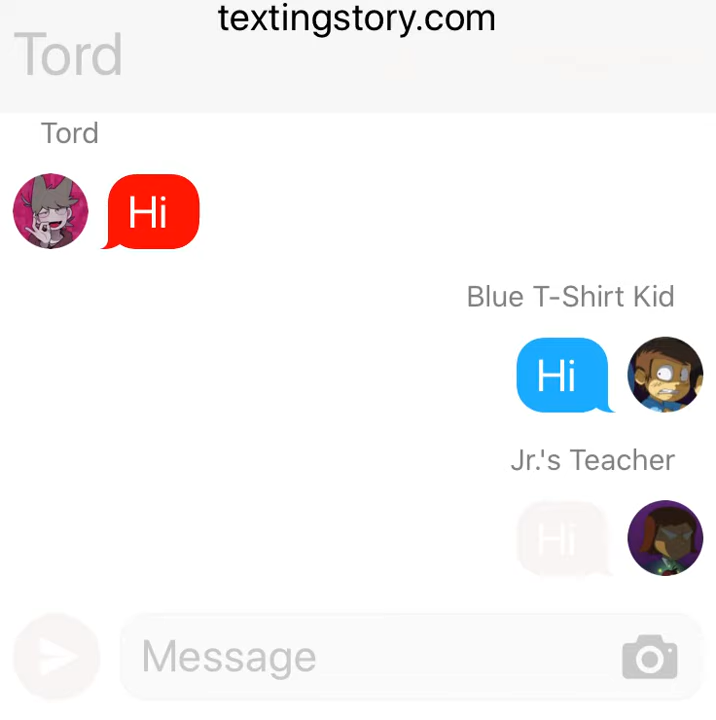 textingstory.com
Tord
Tord
Hi
Blue T-Shirt Kid
Hi
Jr.'s Teacher
Hi
Message